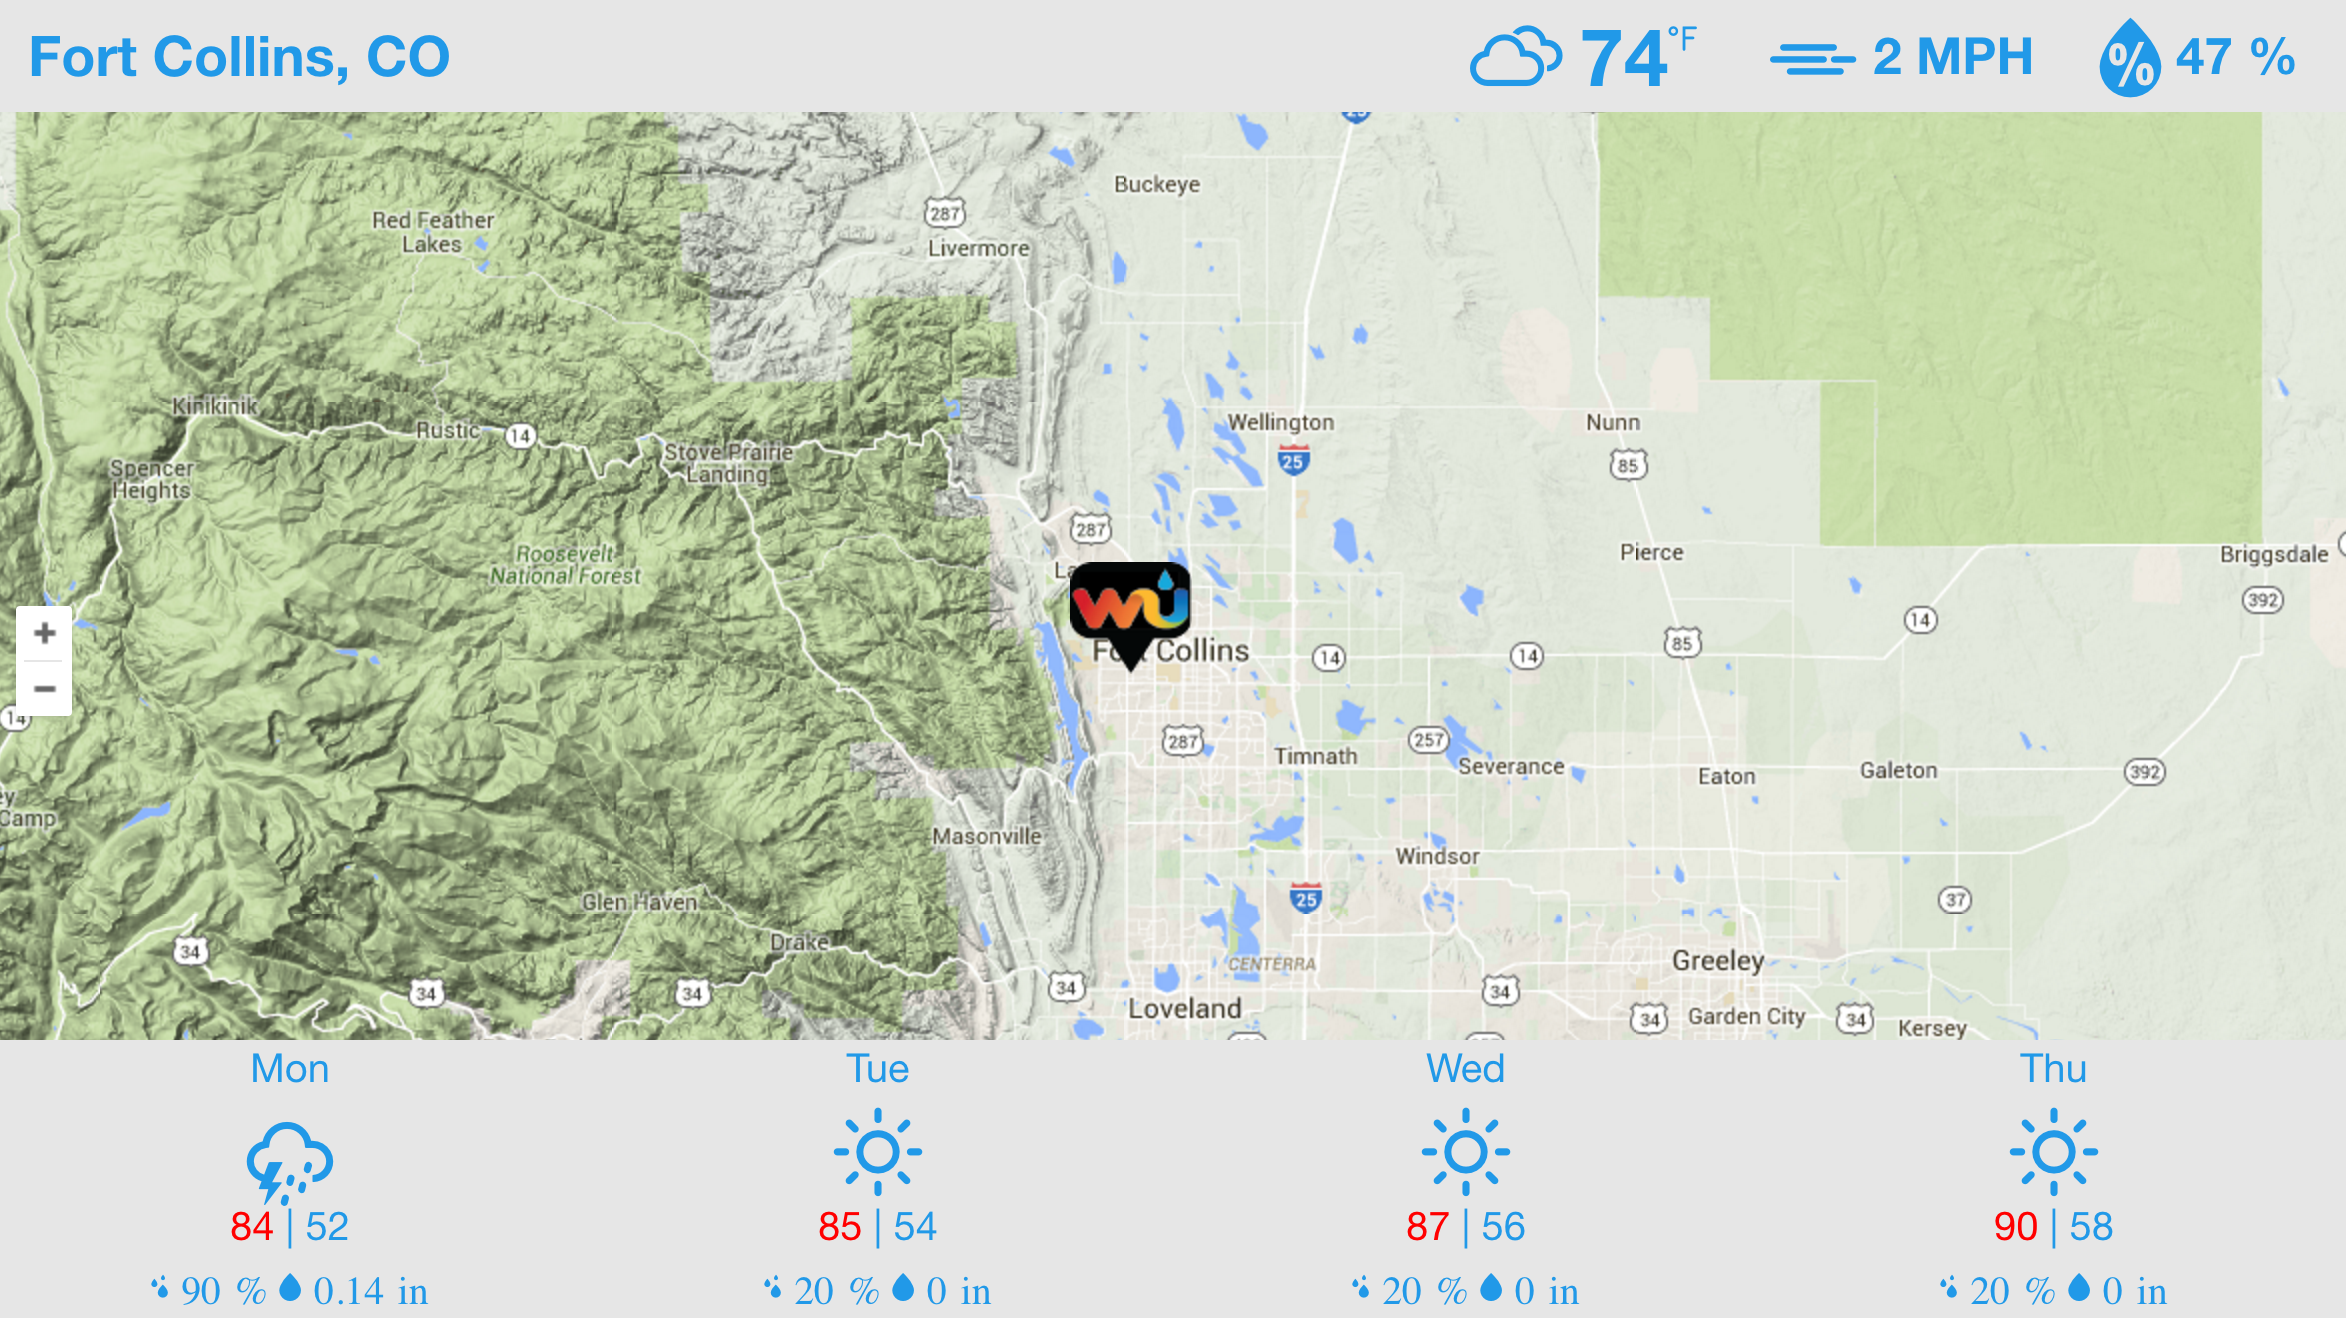 Fort Collins, CO
74°F
2 MPH
% 47 %
25
Buckeye
287
Red Feather
Lakes
Livermore
Kinikinik
Rustic
14
Stove Prairie
Landing
Wellington
25
Nunn
85
Spencer
Heights
287
Roosevelt
National Forest
Pierce
Briggsdale
392
La
wu
Fort Collins
14
14
85
14
+
−
14
287
Timnath
257
Severance
Eaton
Galeton
392
ey
Camp
Masonville
Windsor
25
37
Glen Haven
Drake
34
34
34
34
CENTERRA
Loveland
34
Greeley
34
Garden City
34
Kersey
Mon
84 | 52
90 % 0.14 in
Tue
85 | 54
20 % 0 in
Wed
87 | 56
20 % 0 in
Thu
90 | 58
20 % 0 in